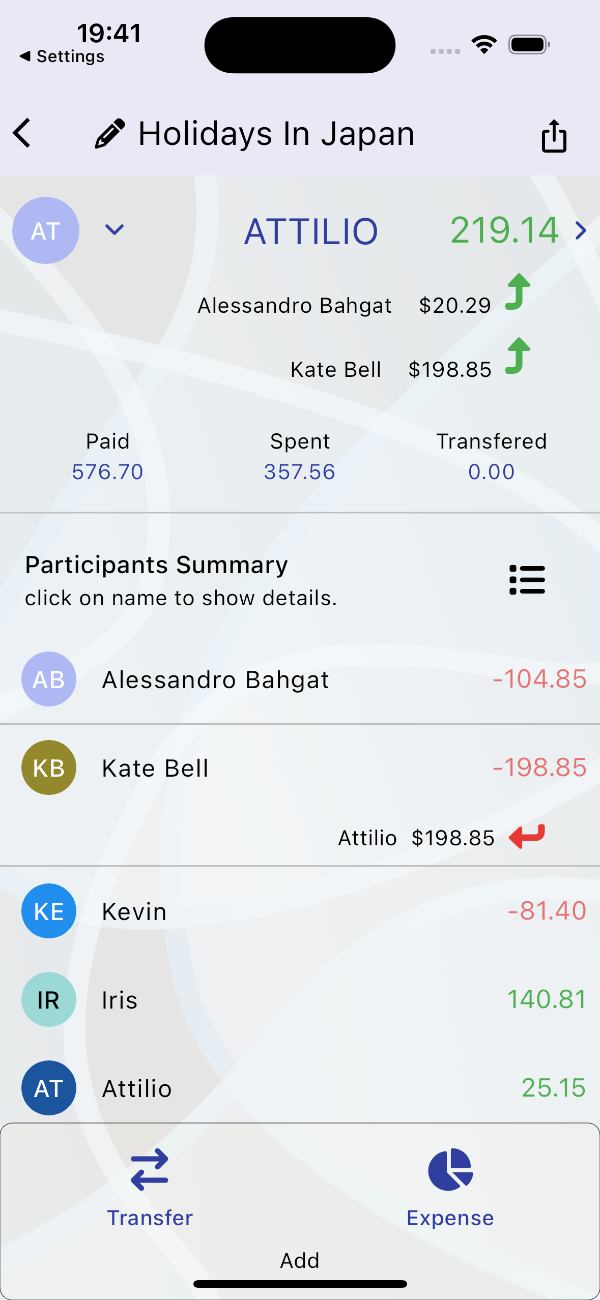 19:41
◀ Settings
Holidays In Japan
AT ATTILIO 219.14
Alessandro Bahgat $20.29
Kate Bell $198.85
Paid Spent Transfered
576.70 357.56 0.00
Participants Summary
click on name to show details.
AB Alessandro Bahgat -104.85
KB Kate Bell -198.85
Attilio $198.85
KE Kevin -81.40
IR Iris 140.81
AT Attilio 25.15
Transfer Expense
Add